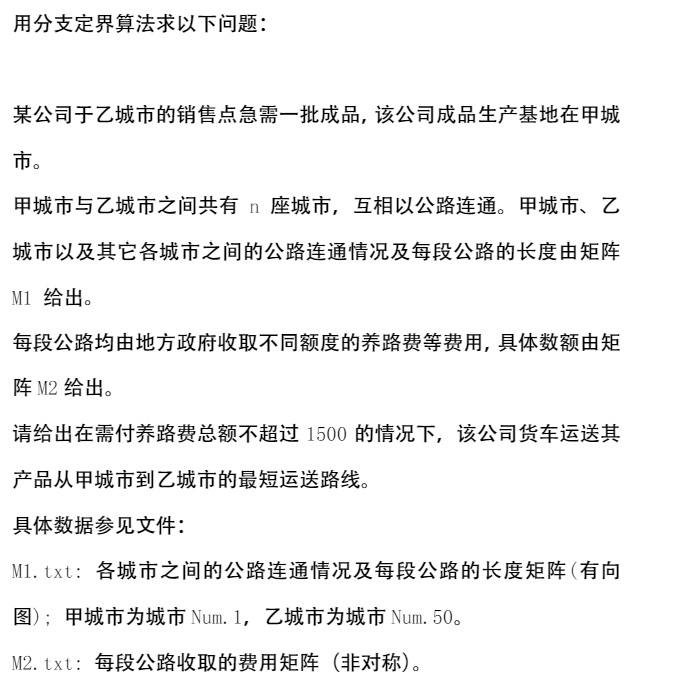 用分支定界算法求以下问题：
某公司于乙城市的销售点急需一批成品，该公司成品生产基地在甲城
市。
甲城市与乙城市之间共有 n 座城市，互相以公路连通。甲城市、乙
城市以及其它各城市之间的公路连通情况及每段公路的长度由矩阵
M1 给出。
每段公路均由地方政府收取不同额度的养路费等费用，具体数额由矩
阵 M2 给出。
请给出在需付养路费总额不超过 1500 的情况下，该公司货车运送其
产品从甲城市到乙城市的最短运送路线。
具体数据参见文件：
M1.txt: 各城市之间的公路连通情况及每段公路的长度矩阵(有向
图); 甲城市为城市 Num.1，乙城市为城市 Num.50。
M2.txt: 每段公路收取的费用矩阵（非对称）。